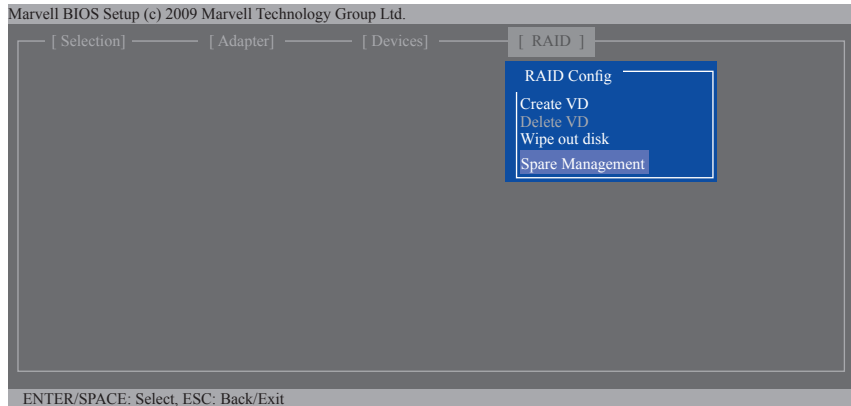 Marvell BIOS Setup (c) 2009 Marvell Technology Group Ltd.
[ Selection] [ Adapter] [ Devices] [ RAID ]
RAID Config
Create VD
Delete VD
Wipe out disk
Spare Management
ENTER/SPACE: Select, ESC: Back/Exit